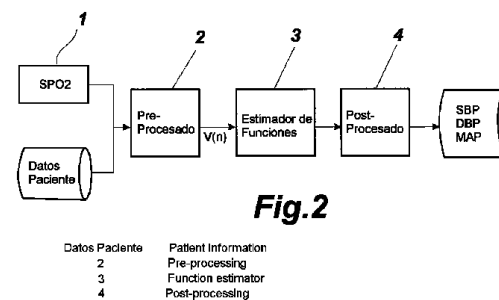 1
2
3
4
SPO2
Datos
Paciente
Pre-
Procesado
V(n)
Estimador de
Funciones
Post-
Procesado
SBP
DBP
MAP
Fig.2
Datos Paciente Patient Information
2 Pre-processing
3 Function estimator
4 Post-processing